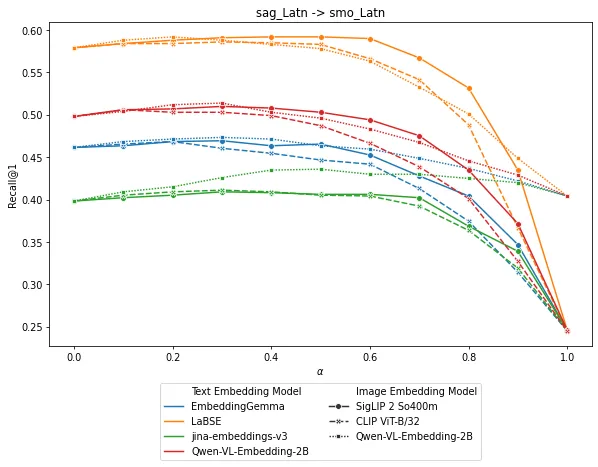 sag_Latn -> smo_Latn
Recall@1
0.60
0.55
0.50
0.45
0.40
0.35
0.30
0.25
0.0 0.2 0.4 0.6 0.8 1.0
α
Text Embedding Model
EmbeddingGemma
LaBSE
jina-embeddings-v3
Qwen-VL-Embedding-2B
Image Embedding Model
SigLIP 2 So400m
CLIP ViT-B/32
Qwen-VL-Embedding-2B